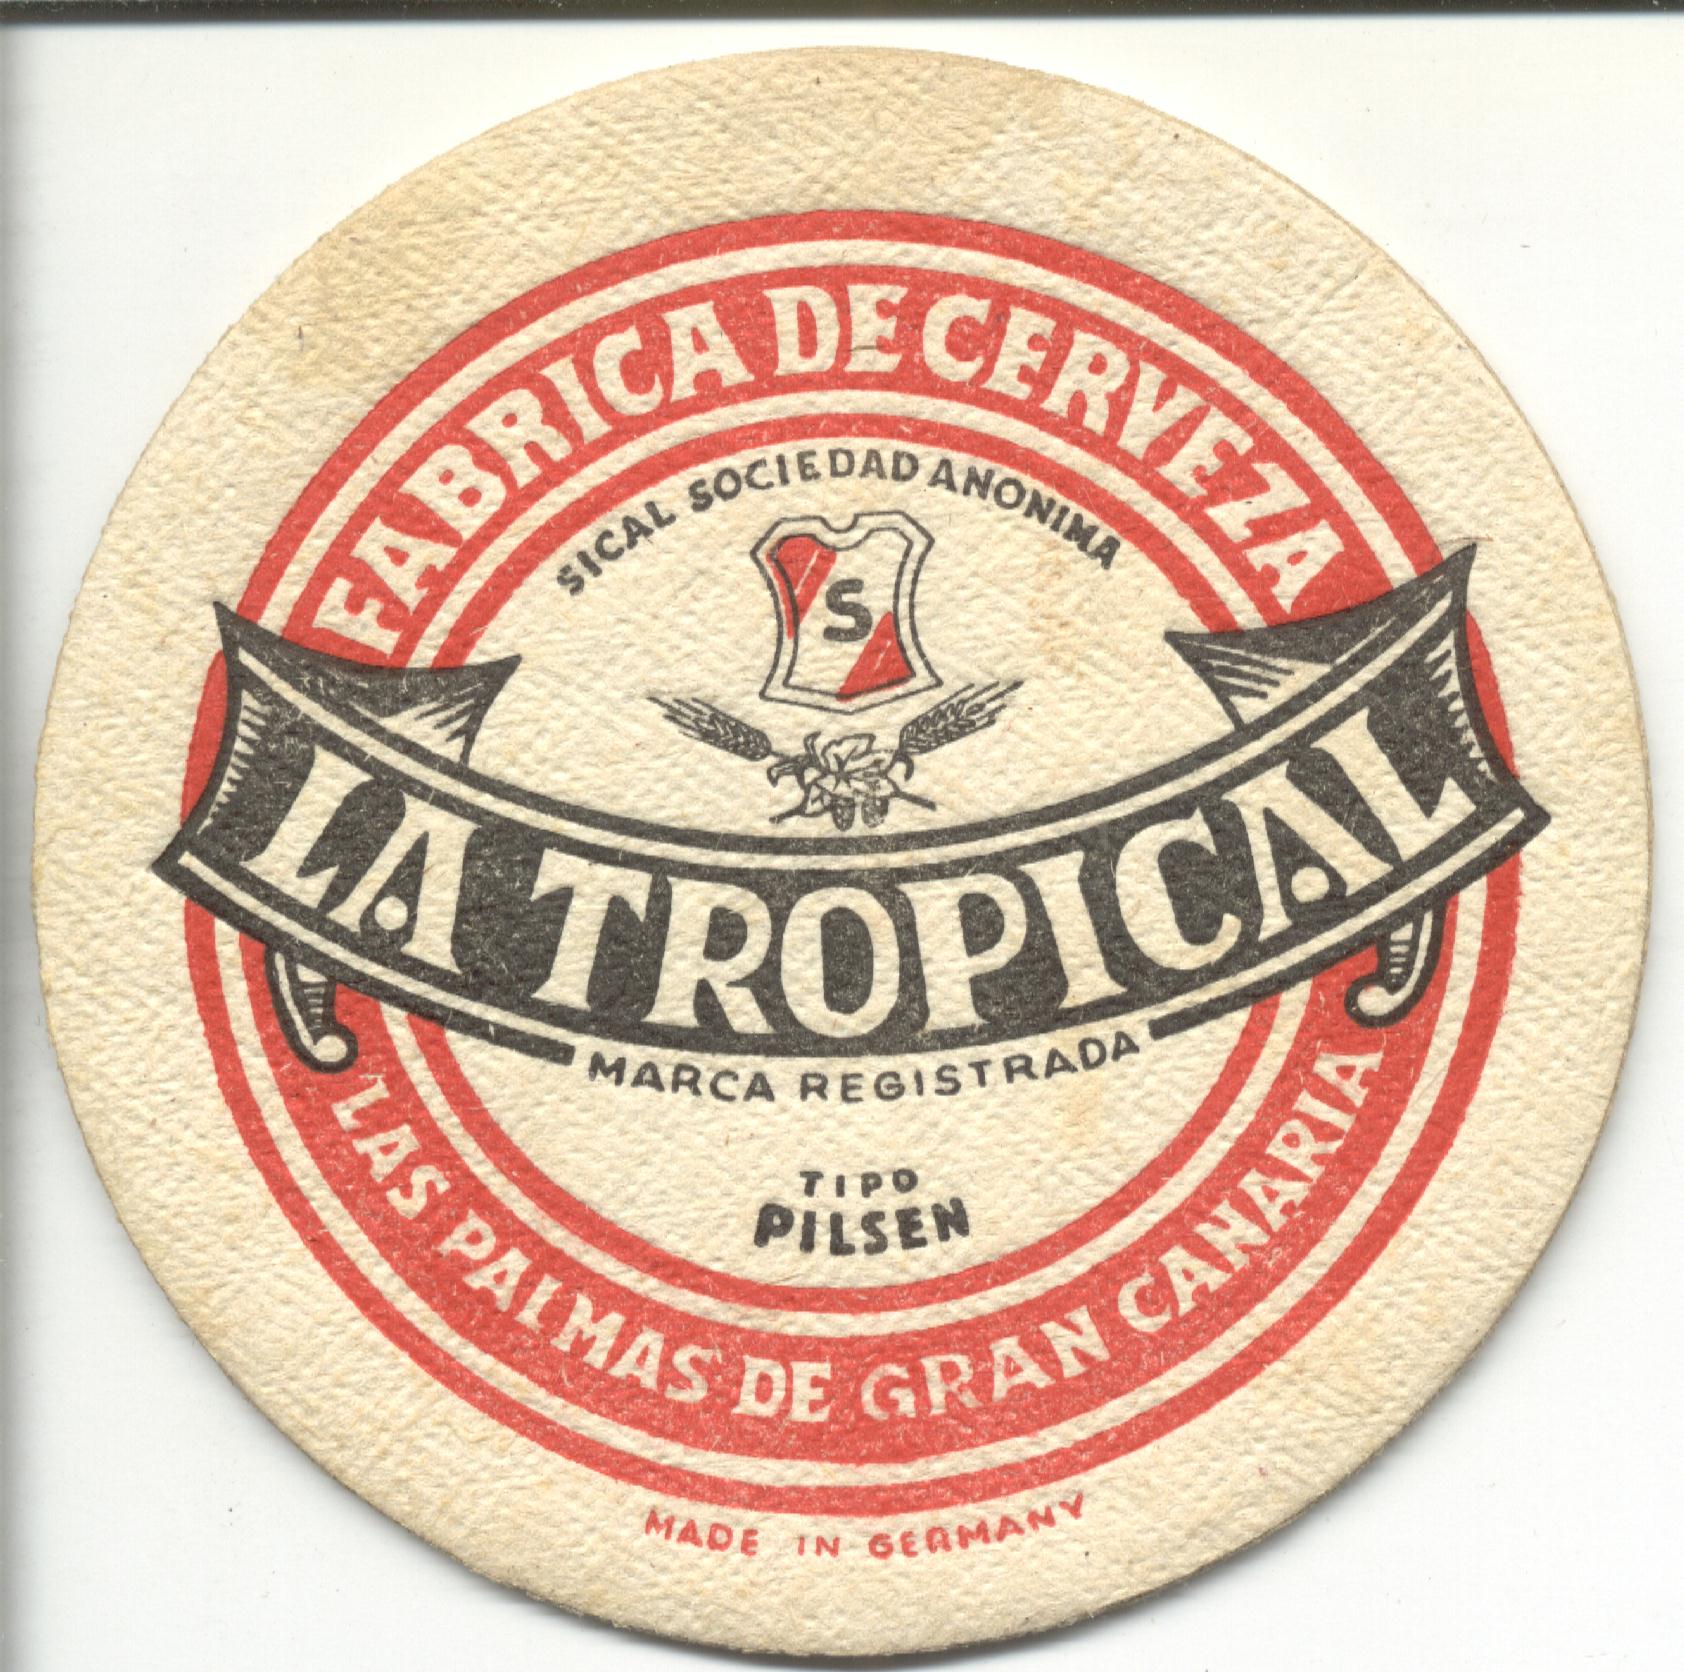 FABRICA DE CERVEZA
SICAL SOCIEDAD ANONIMA
S
LA TROPICAL
MARCA REGISTRADA
TIPO
PILSEN
LAS PALMAS DE GRAN CANARIA
MADE IN GERMANY